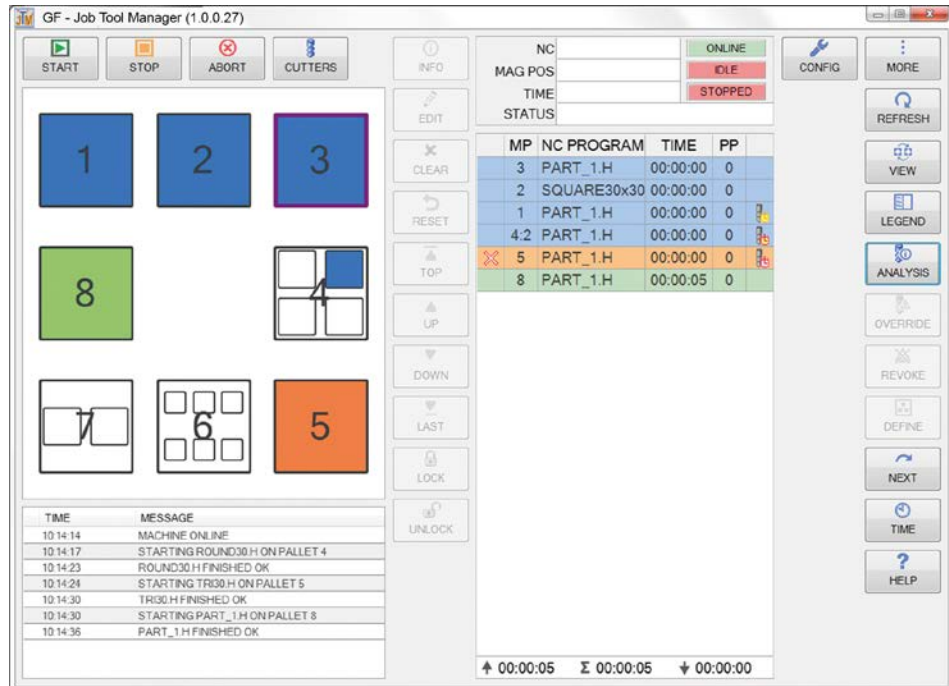 JTM GF - Job Tool Manager (1.0.0.27)
START STOP ABORT CUTTERS
INFO
EDIT
CLEAR
RESET
TOP
UP
DOWN
LAST
LOCK
UNLOCK
1 2 3
8 4
7 6 5
TIME MESSAGE
10:14:14 MACHINE ONLINE
10:14:17 STARTING ROUND30.H ON PALLET 4
10:14:23 ROUND30.H FINISHED OK
10:14:24 STARTING TRI30.H ON PALLET 5
10:14:30 TRI30.H FINISHED OK
10:14:30 STARTING PART_1.H ON PALLET 8
10:14:36 PART_1.H FINISHED OK
NC ONLINE
MAG POS IDLE
TIME STOPPED
STATUS
MP NC PROGRAM TIME PP
3 PART_1.H 00:00:00 0
2 SQUARE30x30 00:00:00 0
1 PART_1.H 00:00:00 0
4:2 PART_1.H 00:00:00 0
5 PART_1.H 00:00:00 0
8 PART_1.H 00:00:05 0
00:00:05 Σ 00:00:05 00:00:00
CONFIG
MORE
REFRESH
VIEW
LEGEND
ANALYSIS
OVERRIDE
REVOKE
DEFINE
NEXT
TIME
HELP